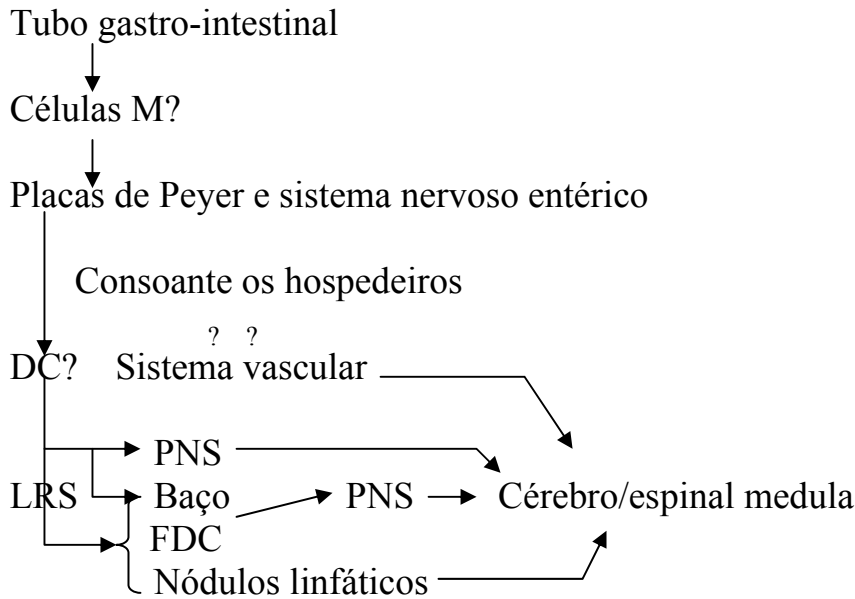 Tubo gastro-intestinal
Células M?
Placas de Peyer e sistema nervoso entérico
Consoante os hospedeiros
? ?
DC? Sistema vascular
PNS
LRS Baço PNS Cérebro/espinal medula
FDC
Nódulos linfáticos